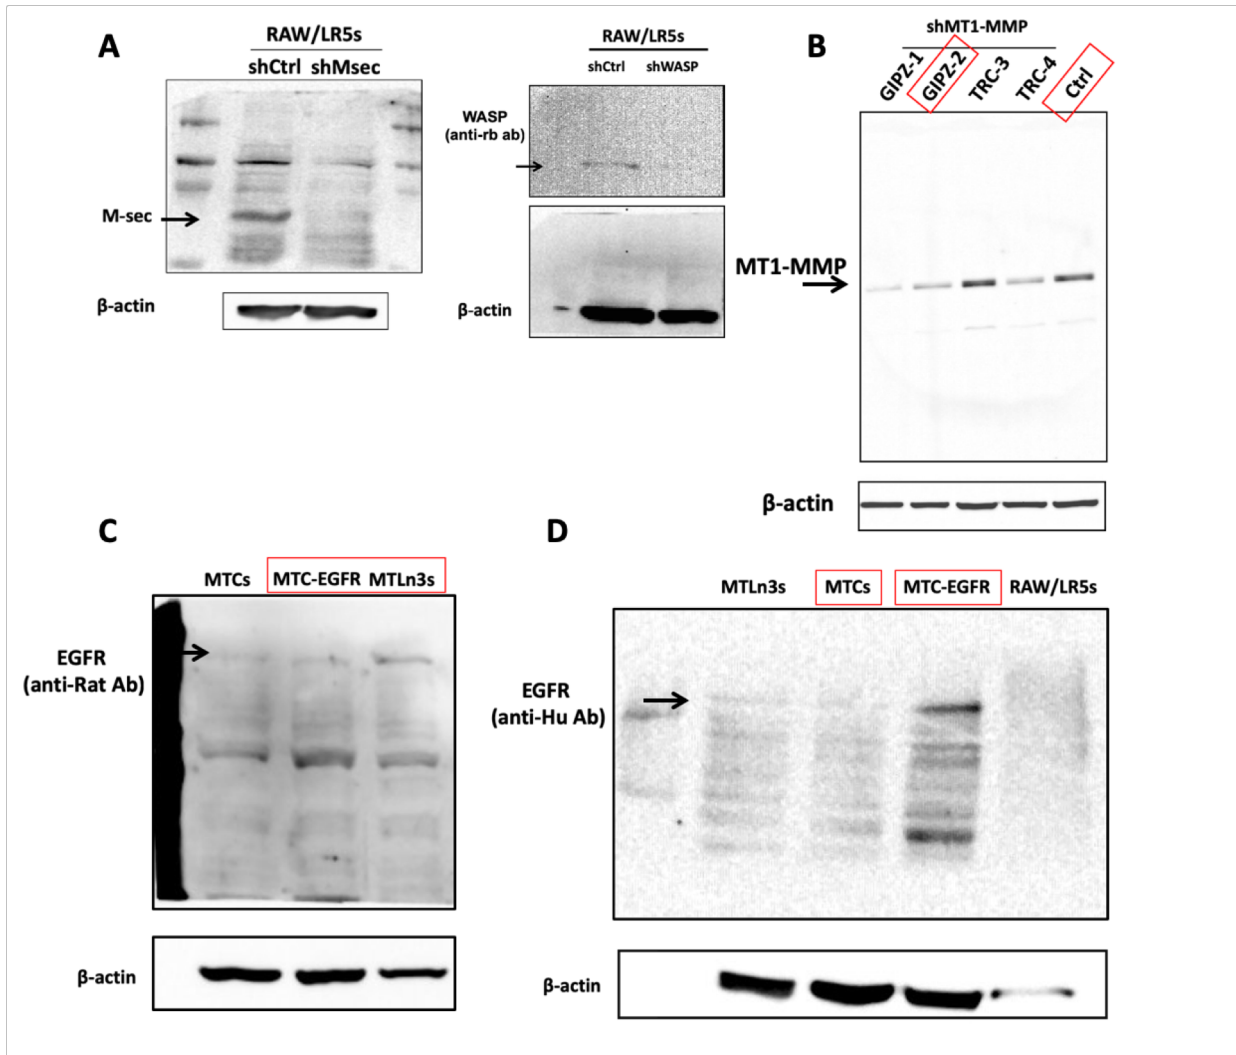 A
RAW/LR5s
shCtrl shMsec
M-sec
β-actin
RAW/LR5s
shCtrl shWASP
WASP
(anti-rb ab)
β-actin
B
shMT1-MMP
GIPZ-1 GIPZ-2 TRC-3 TRC-4 Ctrl
MT1-MMP
β-actin
C
MTCs MTC-EGFR MTLn3s
EGFR
(anti-Rat Ab)
β-actin
D
MTLn3s MTCs MTC-EGFR RAW/LR5s
EGFR
(anti-Hu Ab)
β-actin